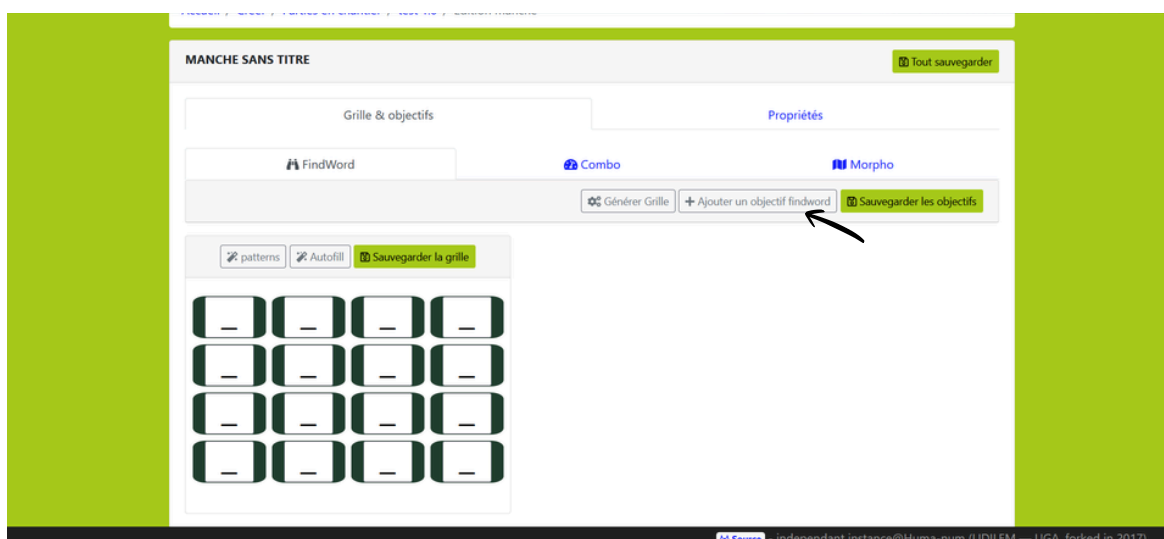 MANCHE SANS TITRE
Tout sauvegarder
Grille & objectifs
Propriétés
FindWord
Combo
Morpho
Générer Grille
Ajouter un objectif findword
Sauvegarder les objectifs
patterns
Autofill
Sauvegarder la grille
_ _ _ _
_ _ _ _
_ _ _ _
_ _ _ _